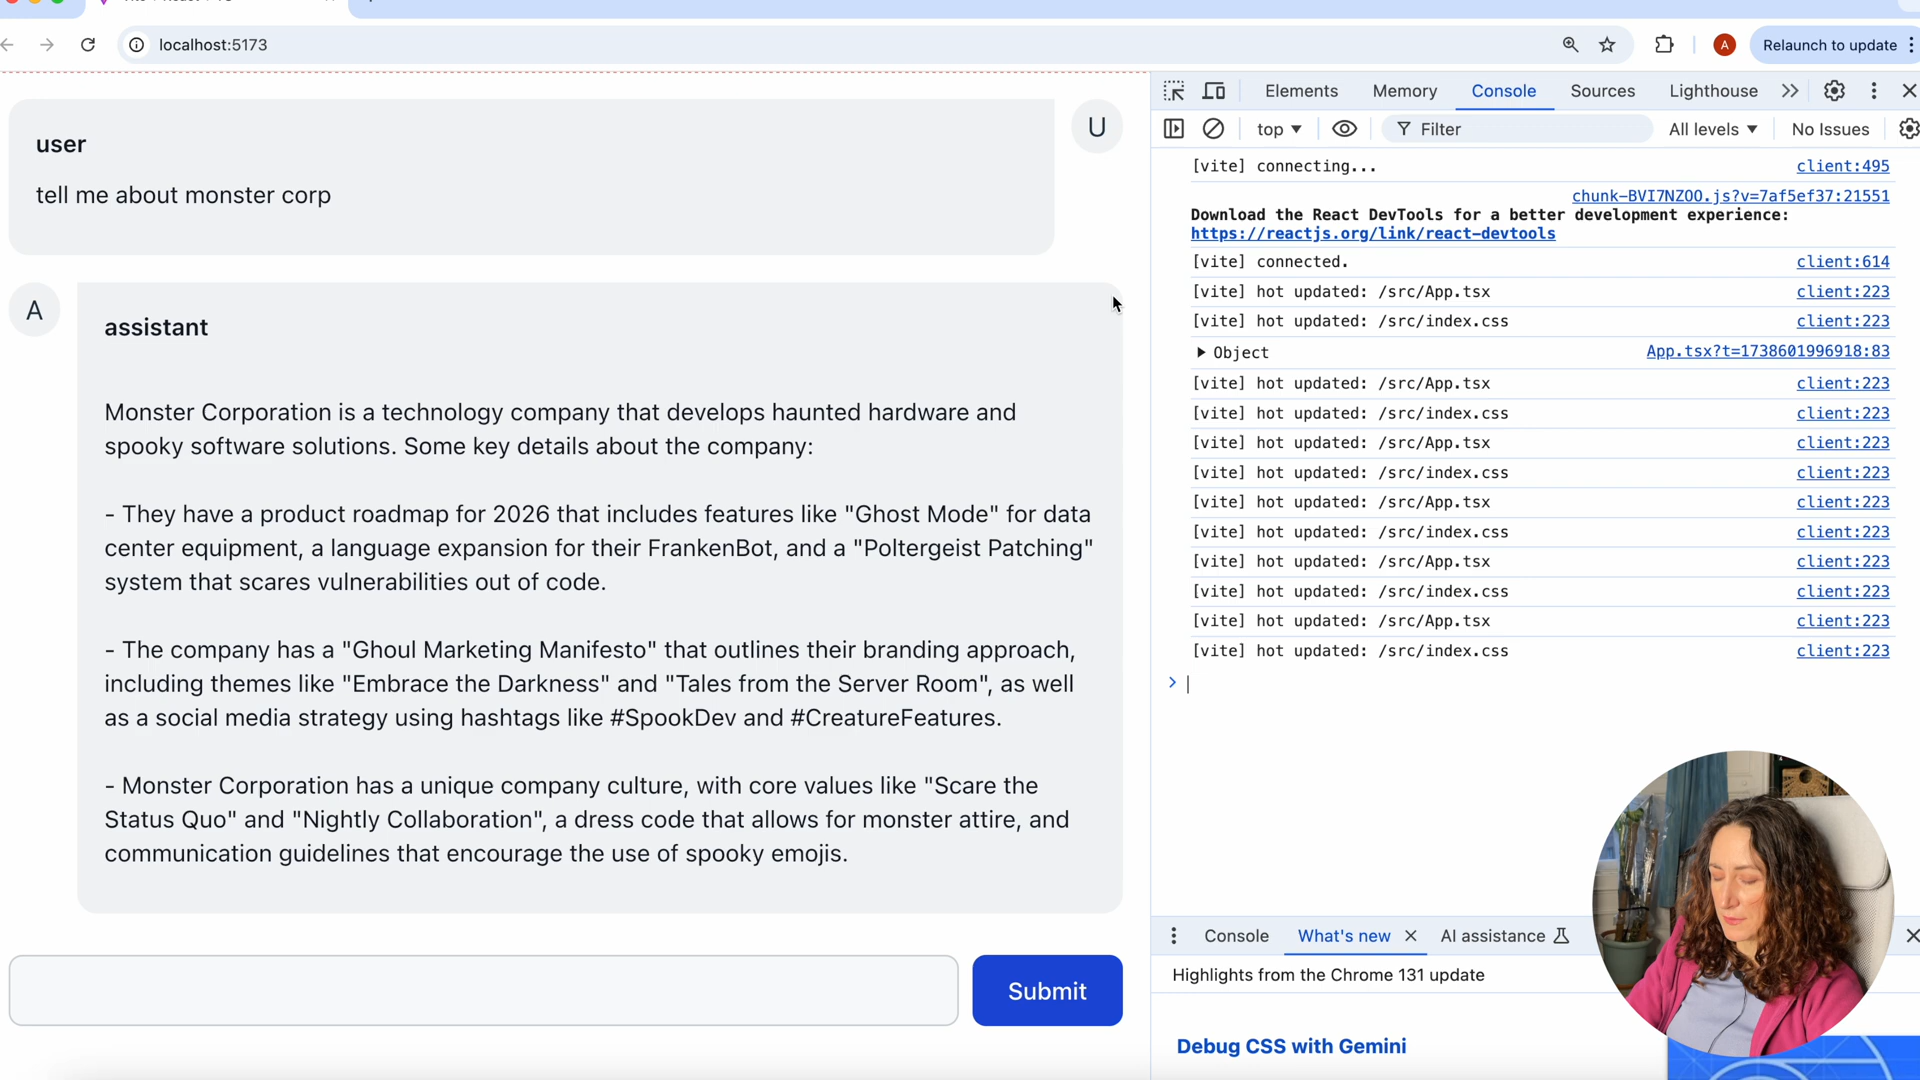 localhost:5173
A
Relaunch to update
user
tell me about monster corp
U
A
assistant
Monster Corporation is a technology company that develops haunted hardware and
spooky software solutions. Some key details about the company:
- They have a product roadmap for 2026 that includes features like "Ghost Mode" for data
center equipment, a language expansion for their FrankenBot, and a "Poltergeist Patching"
system that scares vulnerabilities out of code.
- The company has a "Ghoul Marketing Manifesto" that outlines their branding approach,
including themes like "Embrace the Darkness" and "Tales from the Server Room", as well
as a social media strategy using hashtags like #SpookDev and #CreatureFeatures.
- Monster Corporation has a unique company culture, with core values like "Scare the
Status Quo" and "Nightly Collaboration", a dress code that allows for monster attire, and
communication guidelines that encourage the use of spooky emojis.
Submit
Elements Memory Console Sources Lighthouse
top Filter All levels No Issues
[vite] connecting... client:495
chunk-BVI7NZOO.js?v=7af5ef37:21551
Download the React DevTools for a better development experience:
https://reactjs.org/link/react-devtools
[vite] connected. client:614
[vite] hot updated: /src/App.tsx client:223
[vite] hot updated: /src/index.css client:223
Object App.tsx?t=1738601996918:83
[vite] hot updated: /src/App.tsx client:223
[vite] hot updated: /src/index.css client:223
[vite] hot updated: /src/App.tsx client:223
[vite] hot updated: /src/index.css client:223
[vite] hot updated: /src/App.tsx client:223
[vite] hot updated: /src/index.css client:223
[vite] hot updated: /src/App.tsx client:223
[vite] hot updated: /src/index.css client:223
[vite] hot updated: /src/App.tsx client:223
[vite] hot updated: /src/index.css client:223
Console What's new AI assistance
Highlights from the Chrome 131 update
Debug CSS with Gemini